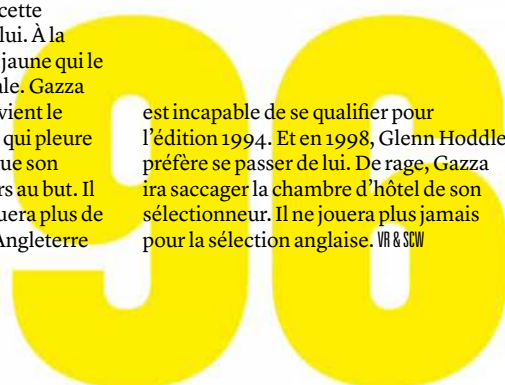 cette
lui. À la
jaune qui le
ale. Gazza
vient le
qui pleure
ue son
rs au but. Il
uera plus de
Angleterre
est incapable de se qualifier pour
l’édition 1994. Et en 1998, Glenn Hoddle
préfère se passer de lui. De rage, Gazza
ira saccager la chambre d’hôtel de son
sélectionneur. Il ne jouera plus jamais
pour la sélection anglaise. VR & SCW
96